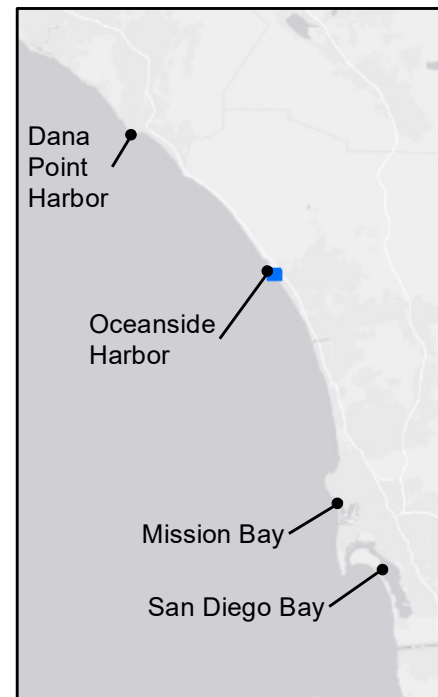 Dana
Point
Harbor
Oceanside
Harbor
Mission Bay
San Diego Bay